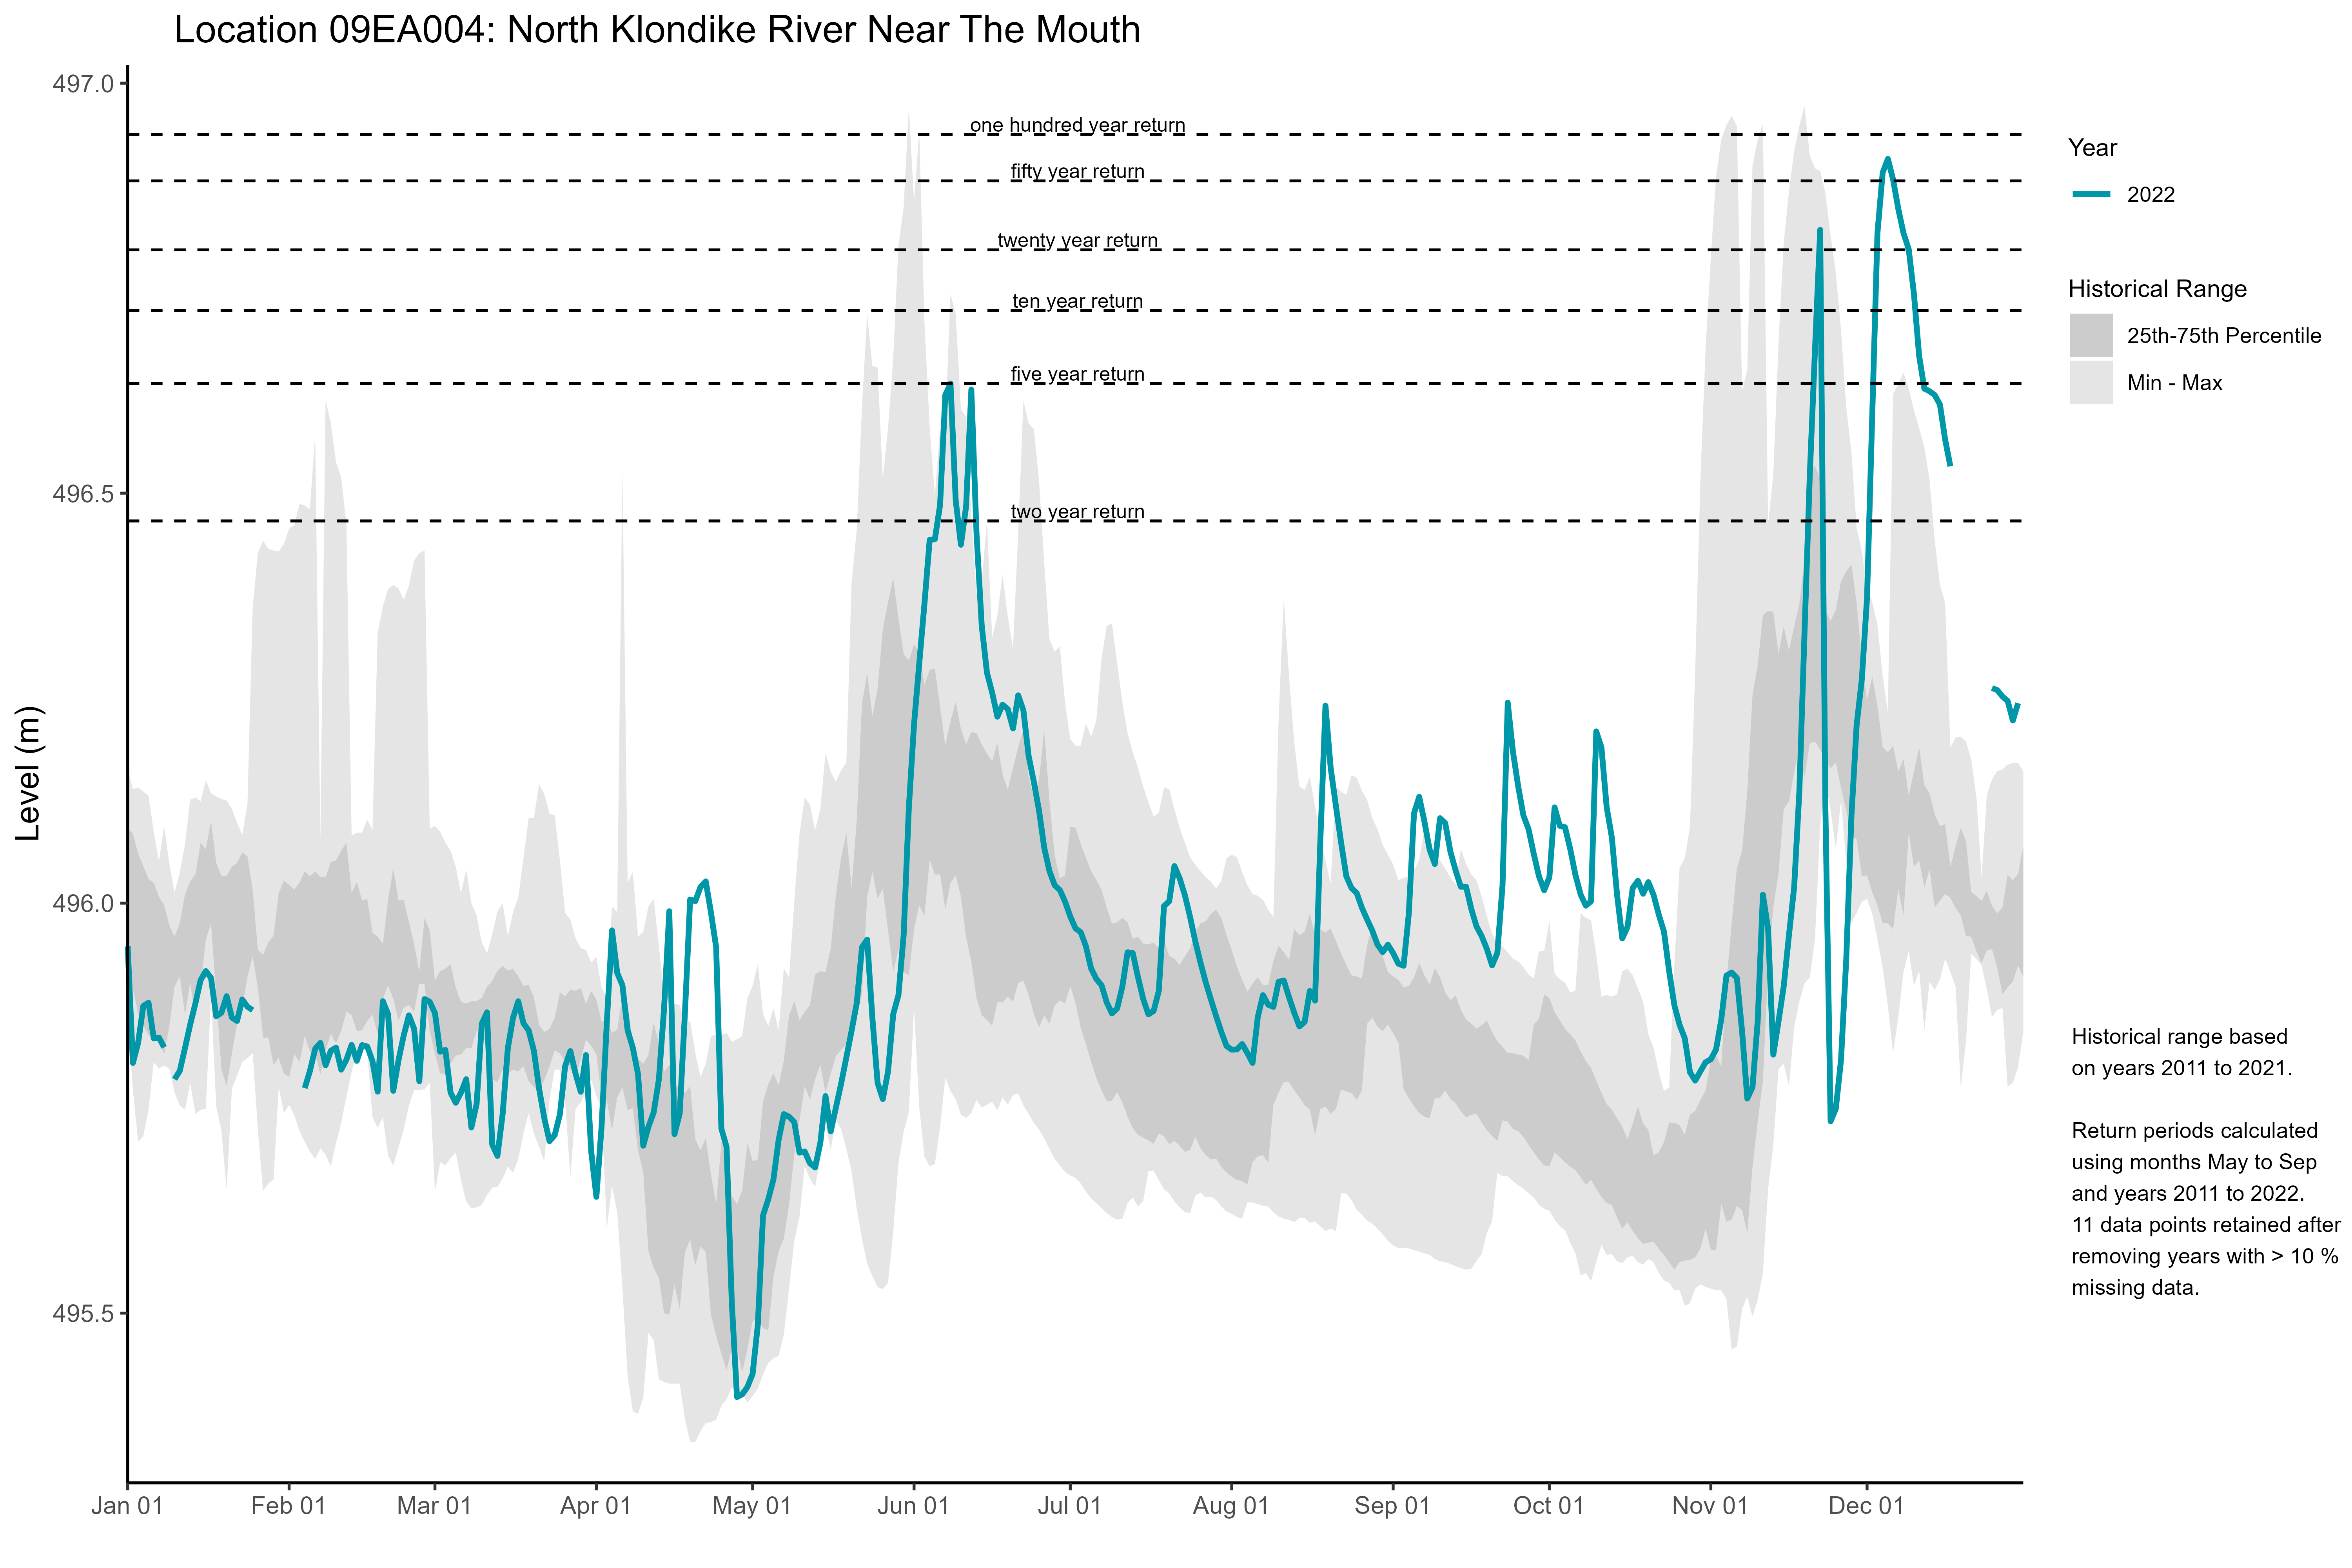 Location 09EA004: North Klondike River Near The Mouth
497.0
496.5
496.0
495.5
Level (m)
one hundred year return
fifty year return
twenty year return
ten year return
five year return
two year return
Jan 01
Feb 01
Mar 01
Apr 01
May 01
Jun 01
Jul 01
Aug 01
Sep 01
Oct 01
Nov 01
Dec 01
Year
2022
Historical Range
25th-75th Percentile
Min - Max
Historical range based
on years 2011 to 2021.
Return periods calculated
using months May to Sep
and years 2011 to 2022.
11 data points retained after
removing years with > 10 %
missing data.